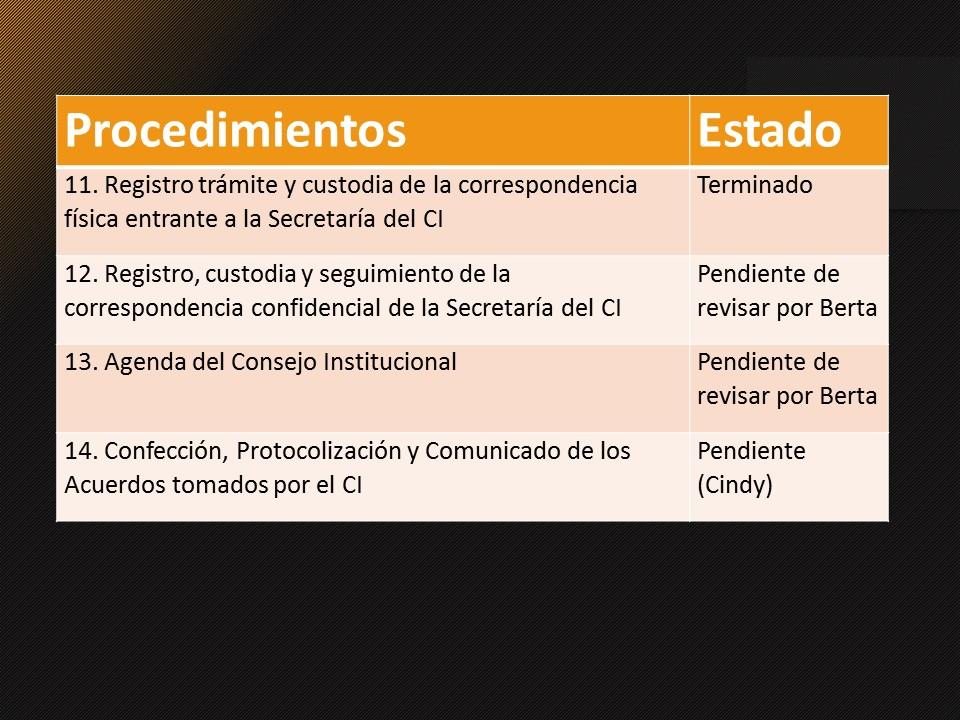 Procedimientos
Estado
11. Registro trámite y custodia de la correspondencia
física entrante a la Secretaría del CI
Terminado
12. Registro, custodia y seguimiento de la
correspondencia confidencial de la Secretaría del CI
Pendiente de
revisar por Berta
13. Agenda del Consejo Institucional
Pendiente de
revisar por Berta
14. Confección, Protocolización y Comunicado de los
Acuerdos tomados por el CI
Pendiente
(Cindy)